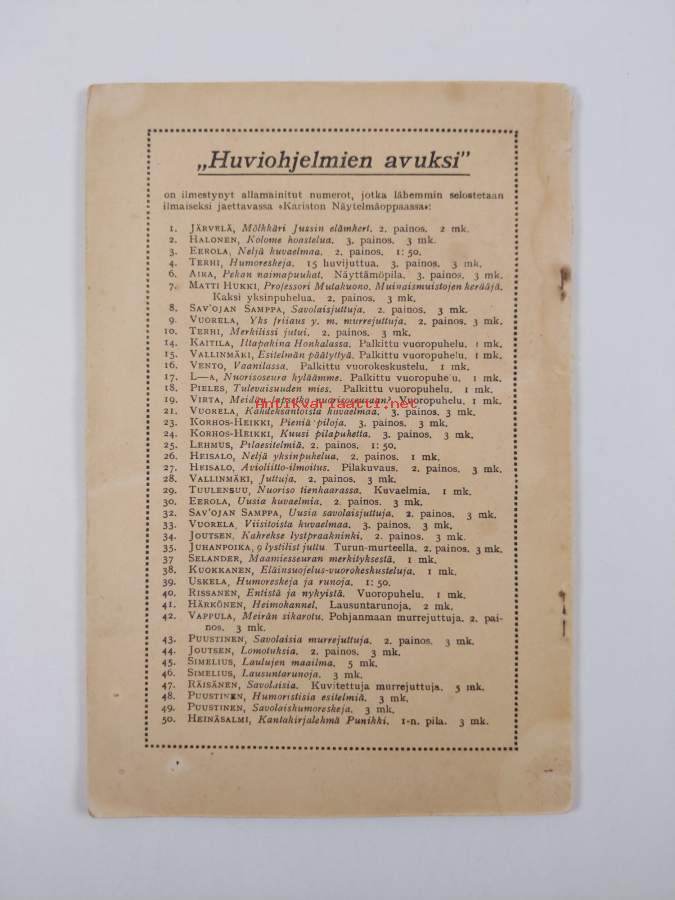 „Huviohjelmien avuksi”
on ilmestynyt allamainitut numerot, jotka lähemmin selostetaan
ilmaiseksi jaettavassa «Kariston Näytelmäoppaassa»:
1. JÄRVELÄ, Mölkkäri Jussin elämkert. 2. painos. 2 mk.
2. HALONEN, Kolome hoastelua. 3. painos. 3 mk.
3. EEROLA, Neljä kuvaelmaa. 2. painos. 1: 50.
4. TERHI, Humoreskeja. 15 huvijuttua. 3. painos. 3 mk.
6. AIRA, Pekan naimapuuhat. Näyttämöpila. 3. painos. 3 mk.
7. MATTI HUKKI, Professori Mutakuono. Muinaismuistojen kerääjä.
Kaksi yksinpuhelua. 2. painos. 3 mk.
8. SAV'OJAN SAMPPA, Savolaisjuttuja. 2. painos. 3 mk.
9. VUORELA, Yks friiaus y. m. murrejuttuja. 2. painos. 3 mk.
10. TERHI, Merkilissi jutui. 2. painos. 3 mk.
14. KAITILA, Iltapakina Honkalassa. Palkittu vuoropuhelu. 1 mk.
15. VALLINMÄKI, Esitelmän päätyttyä. Palkittu vuoropuhelu. 1 mk.
16. VENTO, Vaanilassa. Palkittu vuorokeskustelu. 1 mk.
17. L—A, Nuorisoseura kyläämme. Palkittu vuoropuhelu. 1 mk.
18. PIELES, Tulevaisuuden mies. Palkittu vuoropuhelu. 1 mk.
19. VIRTA, Meidän nuorisoseuraan? Palkittu vuoropuhelu. 1 mk.
Antikvariaatti.net
21. VUORELA, Kahdeksantoista kuvaelmaa. 3. painos. 3 mk.
23. KORHOS-HEIKKI, Pieniä piloja. 3. painos. 3 mk.
24. KORHOS-HEIKKI, Kuusi pilapuhetta. 3. painos. 3 mk.
25. LEHMUS, Pilaesitelmiä. 2. painos. 1: 50.
26. HEISALO, Neljä yksinpuhelua. 2. painos. 1 mk.
27. HEISALO, Avioliitto-ilmoitus. Pilakuvaus. 2. painos. 3 mk.
28. VALLINMÄKI, Juttuja. 2. painos. 3 mk.
29. TUULENSUU, Nuoriso tienhaarassa. Kuvaelmia. 1 mk.
30. EEROLA, Uusia kuvaelmia. 2. painos. 3 mk.
32. SAV'OJAN SAMPPA, Uusia savolaisjuttuja. 2. painos. 3 mk.
33. VUORELA, Viisitoista kuvaelmaa. 3. painos. 3 mk.
34. JOUTSEN, Kahrekse lystpraakninki. 2. painos. 3 mk.
35. JUHANPOIKA, 9 lystilist juttu. Turun-murteella. 2. painos. 3 mk.
37 SELANDER, Maamiesseuran merkityksestä. 1 mk.
38. KUOKKANEN, Eläinsuojelus-vuorokeskusteluja. 1 mk.
39. USKELA, Humoreskeja ja runoja. 1: 50.
40. RISSANEN, Entistä ja nykyistä. Vuoropuhelu. 1 mk.
41. HÄRKÖNEN, Heimokannel. Lausuntarunoja. 2 mk.
42. VAPPULA, Meirän sikarotu. Pohjanmaan murrejuttuja. 2. pai-
nos. 3 mk.
43. PUUSTINEN, Savolaisia murrejuttuja. 2. painos. 3 mk.
44. JOUTSEN, Lomotuksia. 2. painos. 3 mk.
45. SIMELIUS, Laulujen maailma. 5 mk.
46. SIMELIUS, Lausuntarunoja. 3 mk.
47. RÄISÄNEN, Savolaisia. Kuvitettuja murrejuttuja. 5 mk.
48. PUUSTINEN, Humoristisia esitelmiä. 3 mk.
49. PUUSTINEN, Savolaishumoreskeja. 3 mk.
50. HEINÄSALMI, Kantakirjalehmä Punikki. 1-n. pila. 3 mk.